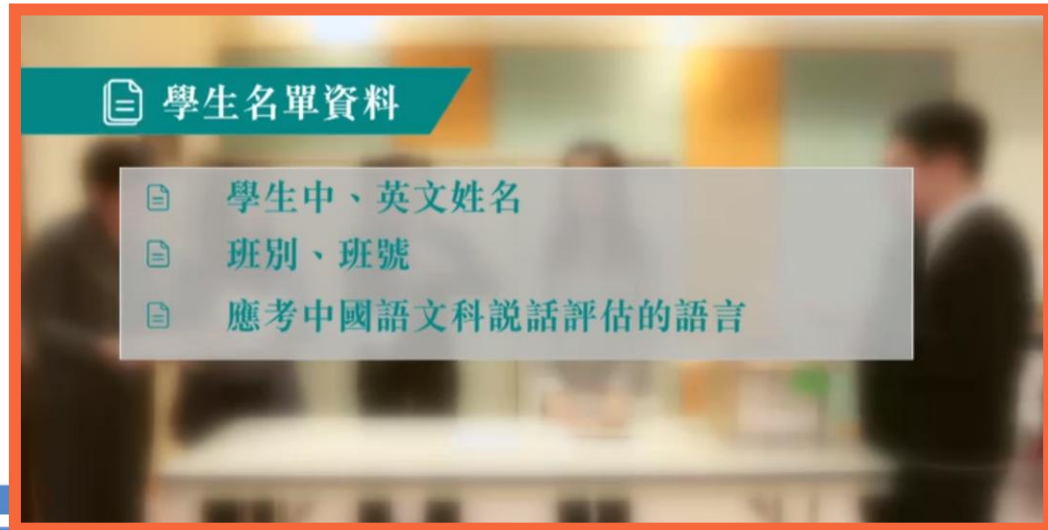 學生名單資料
學生中、英文姓名
班別、班號
應考中國語文科説話評估的語言